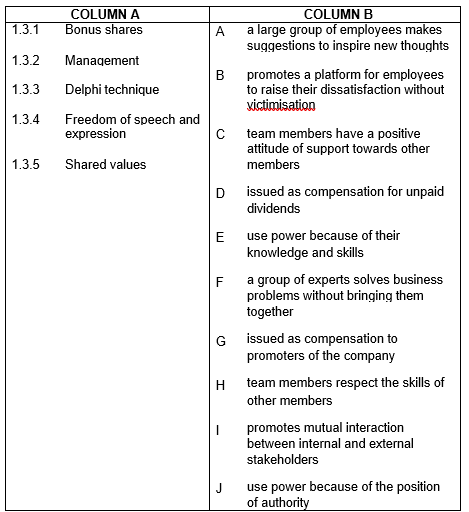 COLUMN A
1.3.1 Bonus shares
1.3.2 Management
1.3.3 Delphi technique
1.3.4 Freedom of speech and
expression
1.3.5 Shared values
COLUMN B
A a large group of employees makes
suggestions to inspire new thoughts
B promotes a platform for employees
to raise their dissatisfaction without
victimisation
C team members have a positive
attitude of support towards other
members
D issued as compensation for unpaid
dividends
E use power because of their
knowledge and skills
F a group of experts solves business
problems without bringing them
together
G issued as compensation to
promoters of the company
H team members respect the skills of
other members
I promotes mutual interaction
between internal and external
stakeholders
J use power because of the position
of authority